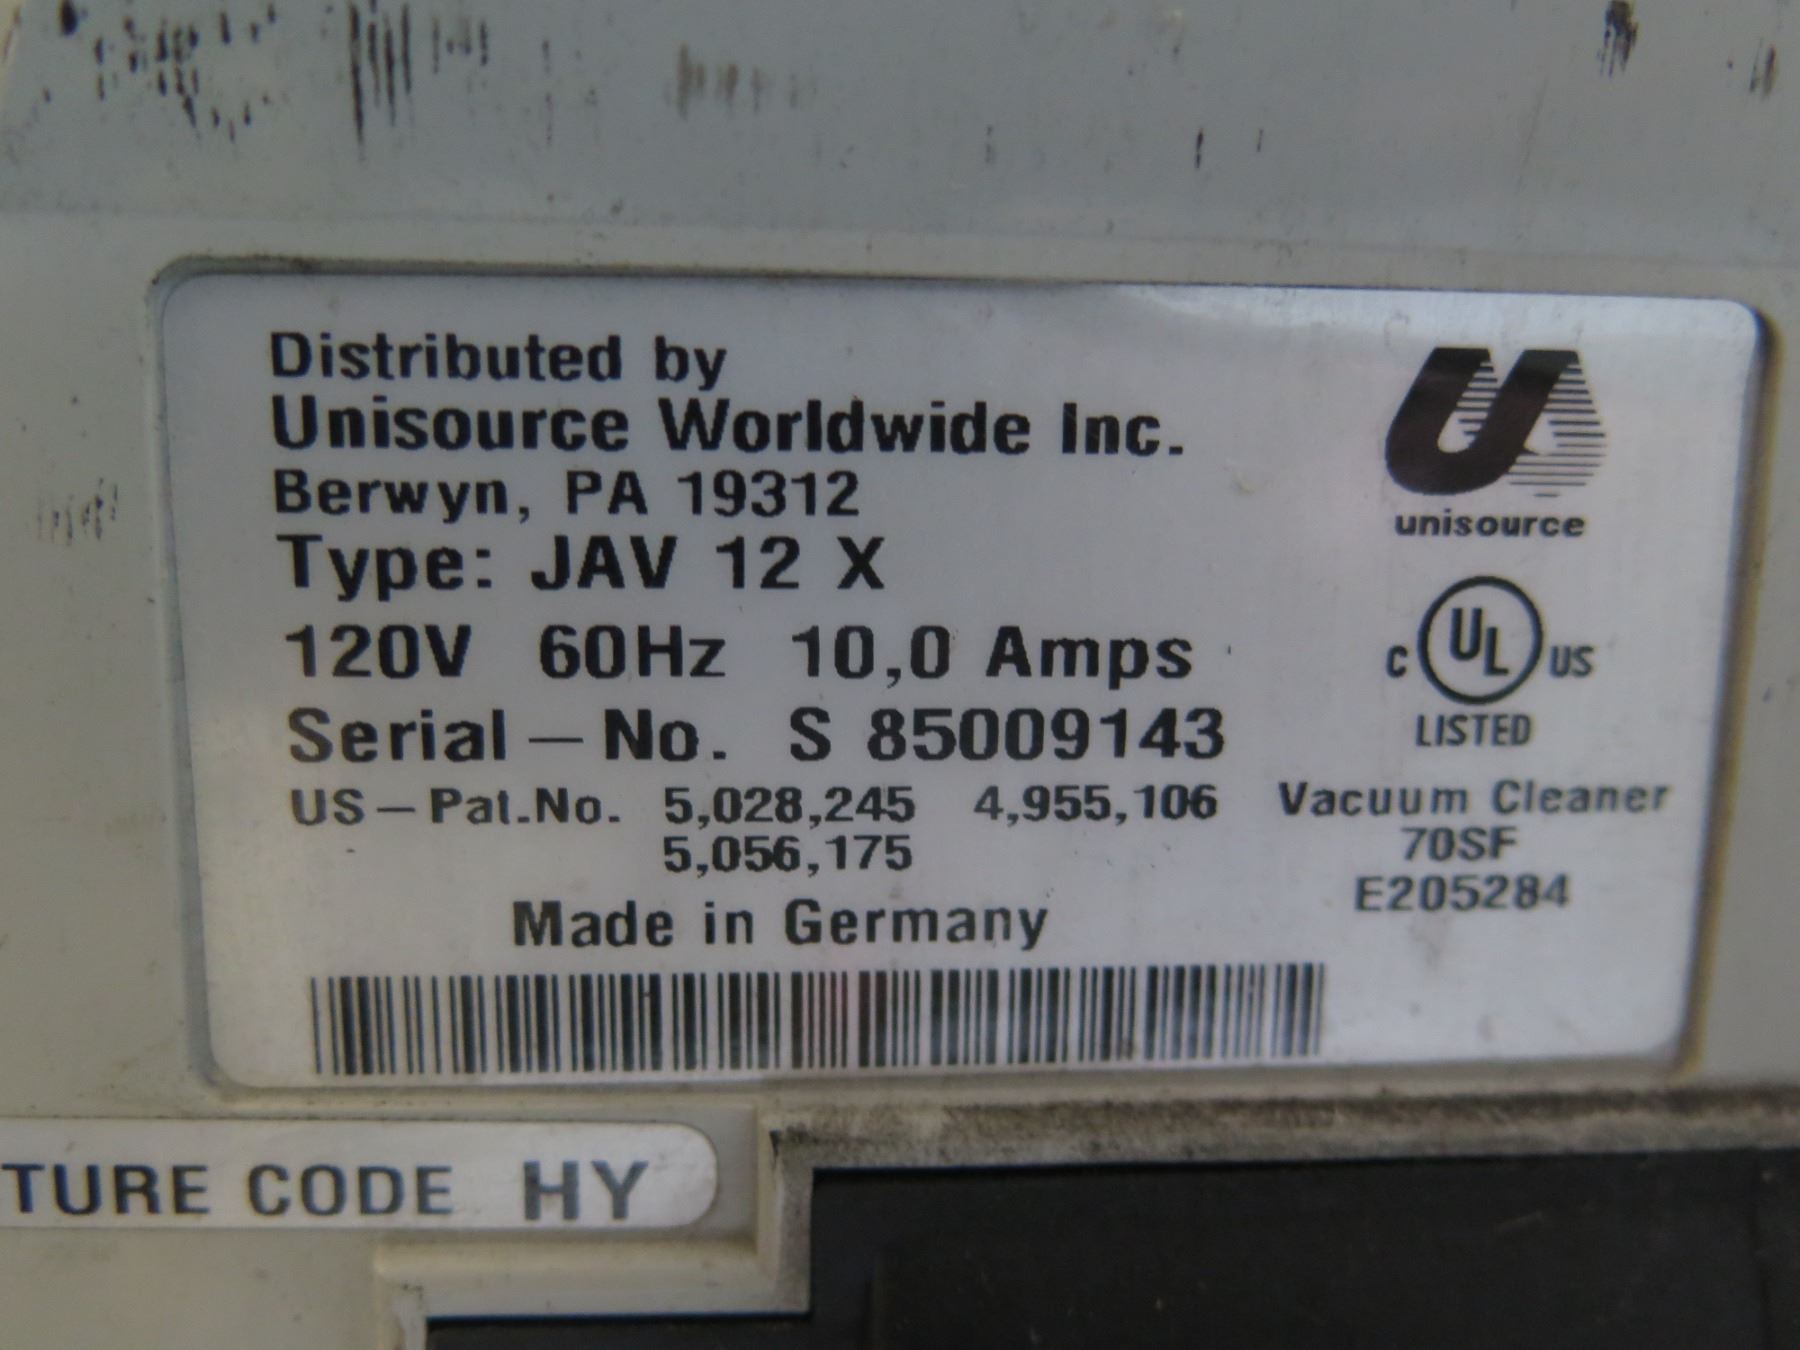 Distributed by
Unisource Worldwide Inc.
Berwyn, PA 19312
Type: JAV 12 X
120V 60Hz 10,0 Amps
Serial – No. S 85009143
US – Pat.No. 5,028,245 4,955,106
5,056,175
Made in Germany
unisource
C UL US
LISTED
Vacuum Cleaner
70SF
E205284
TURE CODE HY